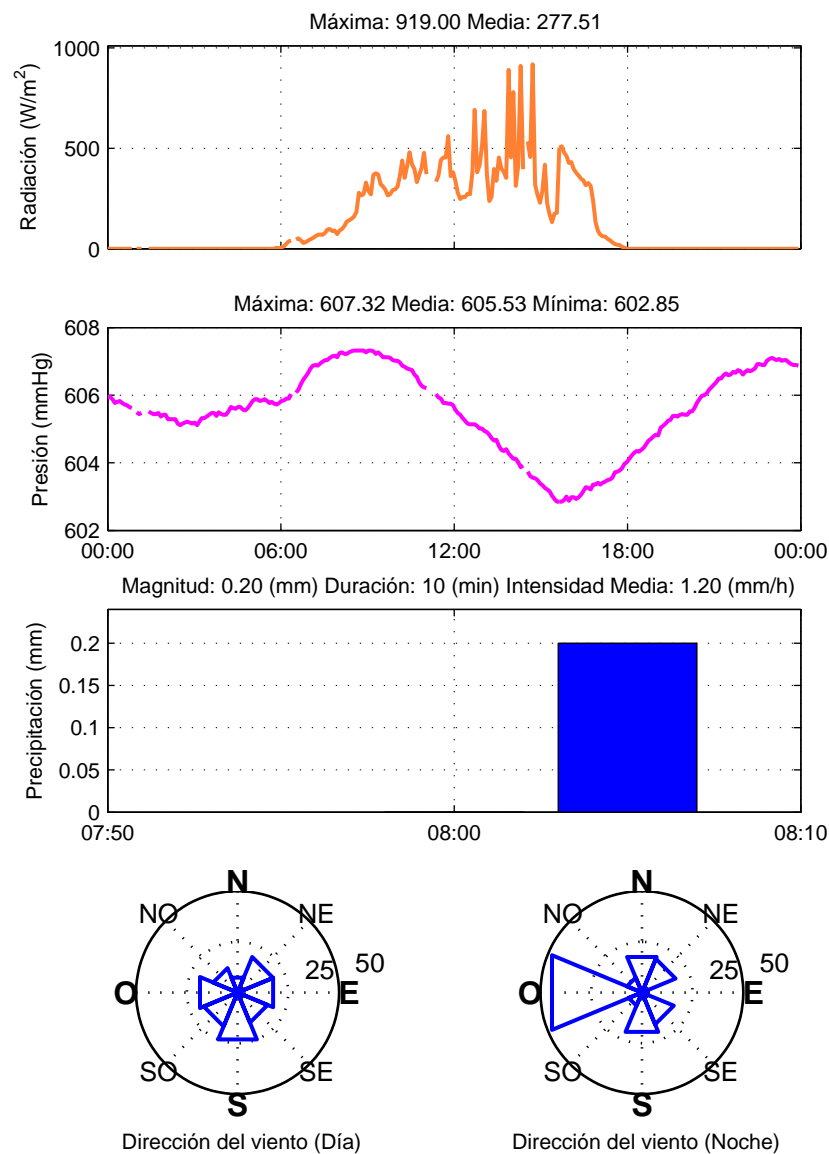 Máxima: 919.00 Media: 277.51
1000
500
0
Radiación (W/m²)
Máxima: 607.32 Media: 605.53 Mínima: 602.85
608
606
604
602
Presión (mmHg)
00:00 06:00 12:00 18:00 00:00
Magnitud: 0.20 (mm) Duración: 10 (min) Intensidad Media: 1.20 (mm/h)
0.2
0.15
0.1
0.05
0
Precipitación (mm)
07:50 08:00 08:10
N
NO NE
25 50
O E
SO SE
S
Dirección del viento (Día)
N
NO NE
25 50
O E
SO SE
S
Dirección del viento (Noche)